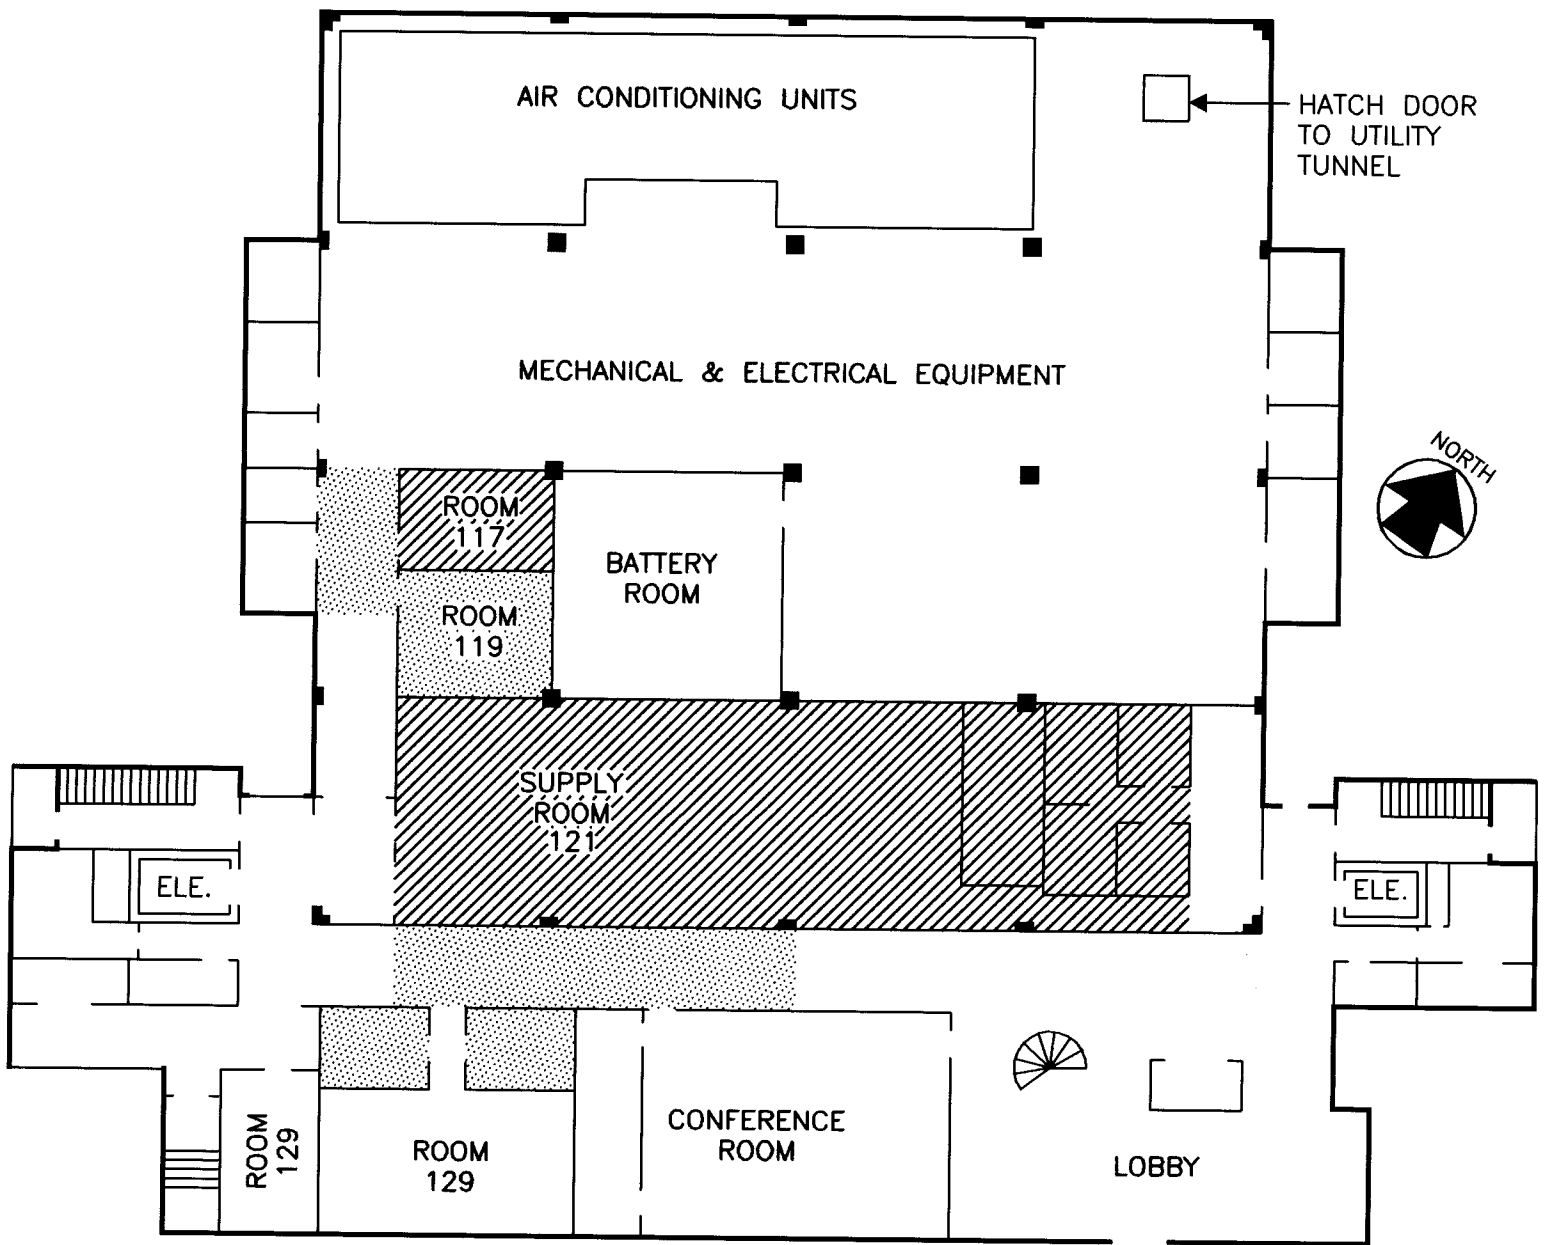 AIR CONDITIONING UNITS
HATCH DOOR
TO UTILITY
TUNNEL
MECHANICAL & ELECTRICAL EQUIPMENT
NORTH
ROOM
117
BATTERY
ROOM
ROOM
119
SUPPLY
ROOM
121
ELE.
ELE.
ROOM
129
ROOM
129
CONFERENCE
ROOM
LOBBY